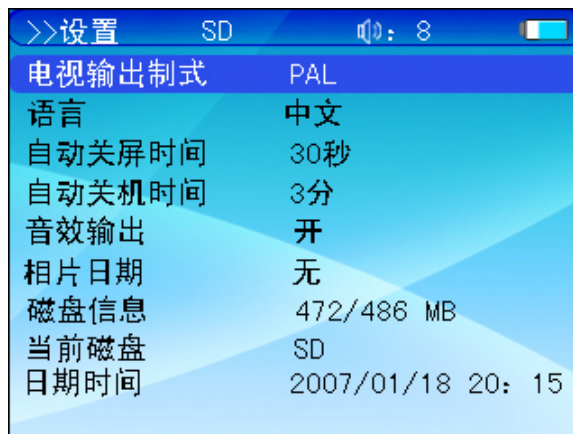 >>设置 SD : 8
电视输出制式 PAL
语言 中文
自动关屏时间 30秒
自动关机时间 3分
音效输出 开
相片日期 无
磁盘信息 472/486 MB
当前磁盘 SD
日期时间 2007/01/18 20: 15